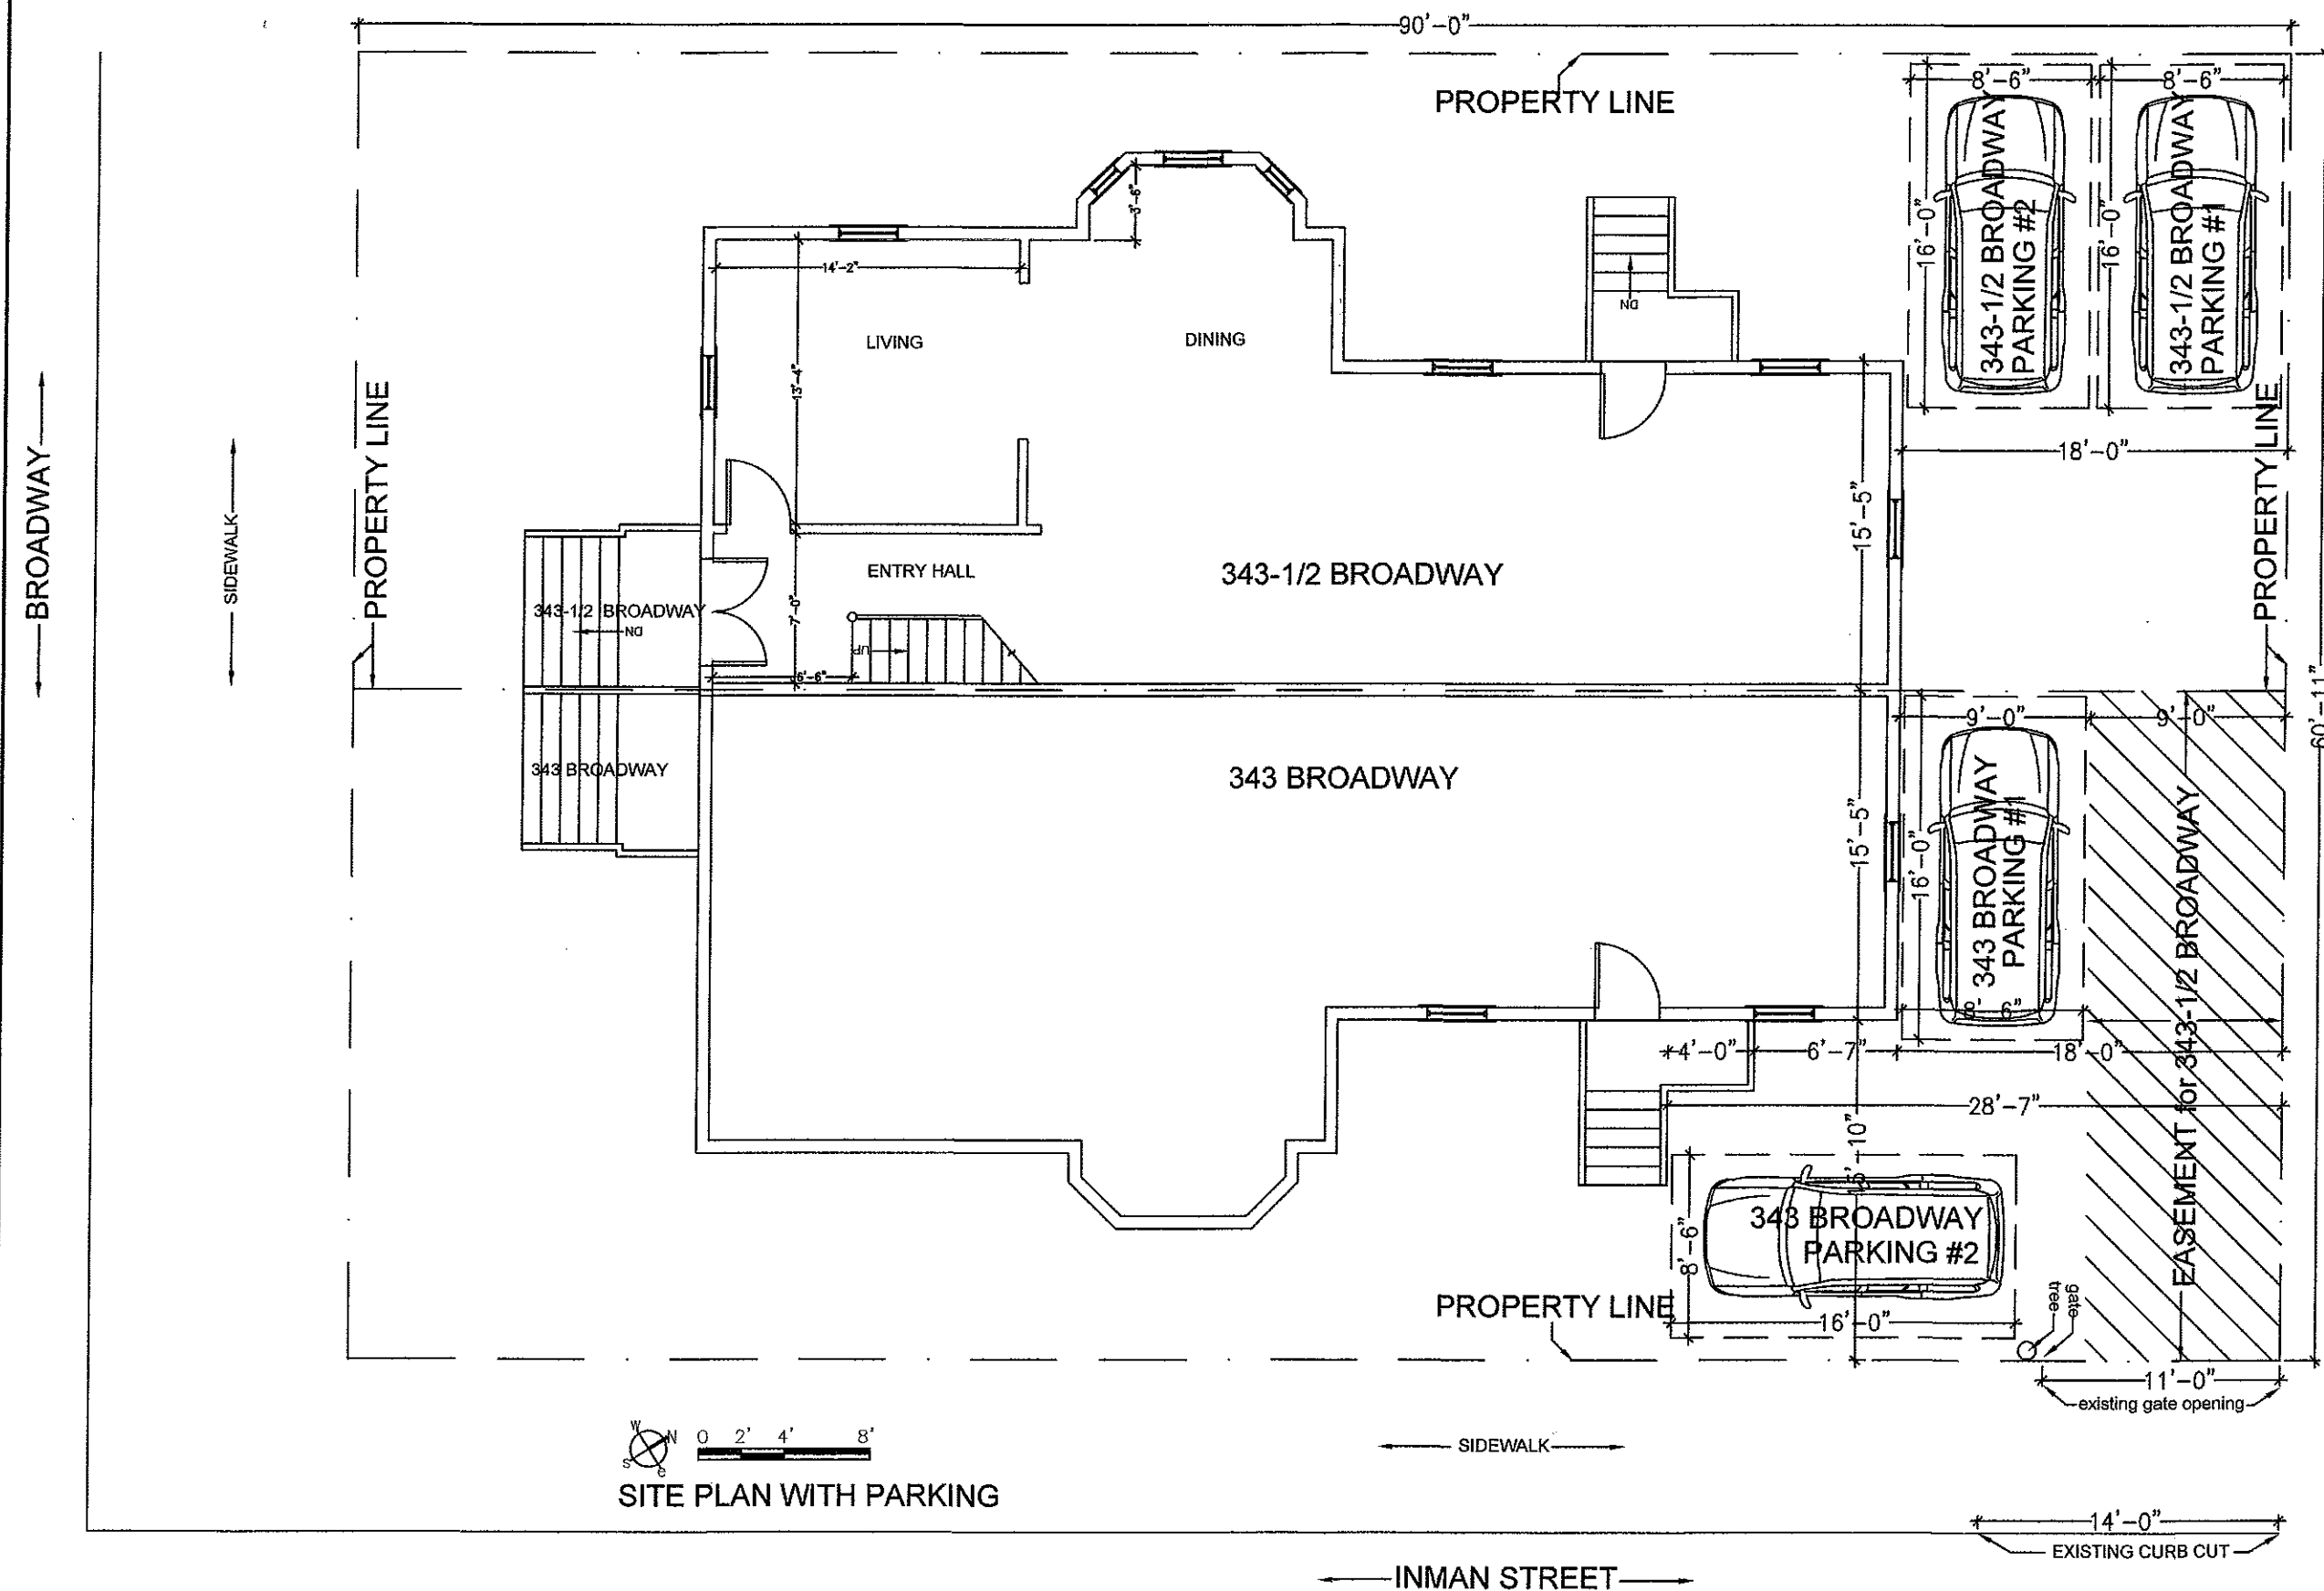 90'-0"
PROPERTY LINE
8'-6"
8'-6"
343-1/2 BROADWAY
PARKING #2
343-1/2 BROADWAY
PARKING #1
16'-0"
16'-0"
3'-6"
14'-2"
13'-4"
LIVING
DINING
DN
18'-0"
BROADWAY
SIDEWALK
PROPERTY LINE
PROPERTY LINE
15'-5"
ENTRY HALL
343-1/2 BROADWAY
343-1/2 BROADWAY
DN
7'-0"
UP
6'-6"
60'-11"
9'-0"
9'-0"
343 BROADWAY
343 BROADWAY
343 BROADWAY
PARKING #1
15'-5"
16'-0"
8'-6"
EASEMENT for 343-1/2 BROADWAY
4'-0"
6'-7"
18'-0"
28'-7"
8'-6"
343 BROADWAY
PARKING #2
16'-0"
PROPERTY LINE
gate
tree
11'-0"
existing gate opening
W
N
S
e
0 2' 4' 8'
SIDEWALK
SITE PLAN WITH PARKING
14'-0"
EXISTING CURB CUT
INMAN STREET